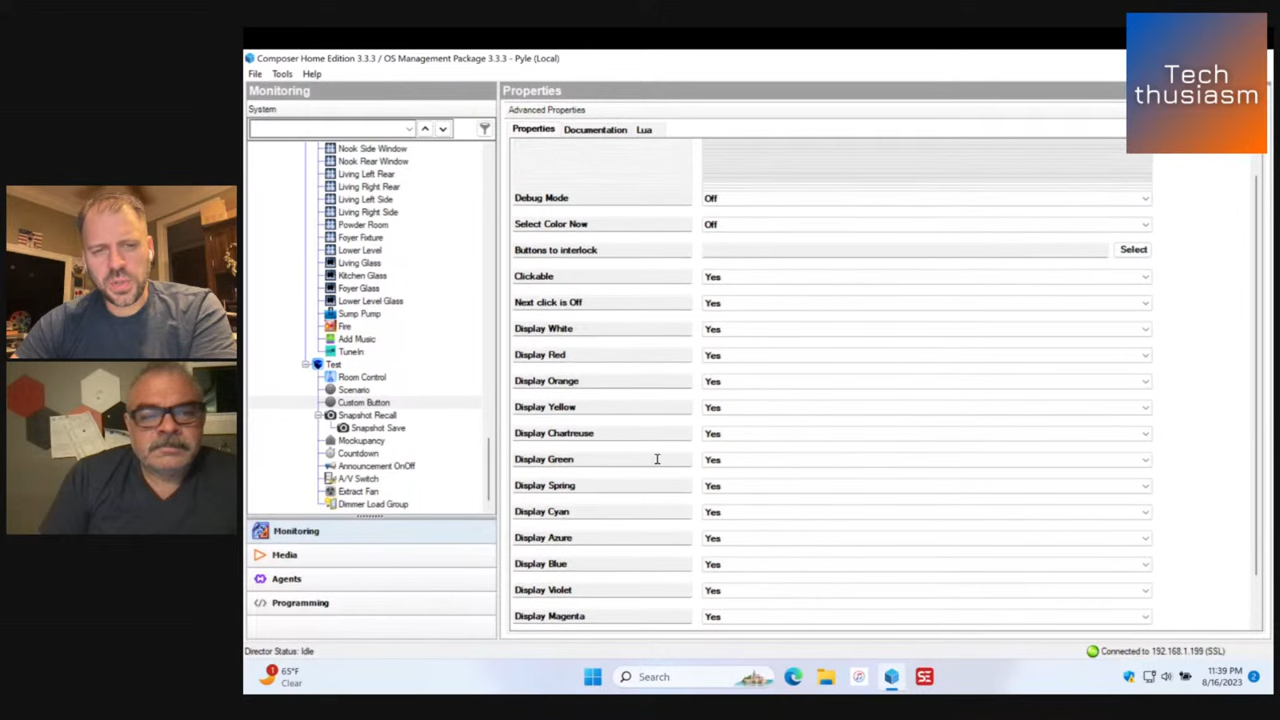 Composer Home Edition 3.3.3 / OS Management Package 3.3.3 - Pyle (Local)
File Tools Help
Monitoring
System
Nook Side Window
Nook Rear Window
Living Left Rear
Living Right Rear
Living Left Side
Living Right Side
Powder Room
Foyer Fixture
Lower Level
Living Glass
Kitchen Glass
Foyer Glass
Lower Level Glass
Sump Pump
Fire
Add Music
TuneIn
Test
Room Control
Scenario
Custom Button
Snapshot Recall
Snapshot Save
Mockupancy
Countdown
Announcement OnOff
A/V Switch
Extract Fan
Dimmer Load Group
Monitoring
Media
Agents
Programming
Properties
Advanced Properties
Properties Documentation Lua
Debug Mode Off
Select Color Now Off
Buttons to interlock Select
Clickable Yes
Next click is Off Yes
Display White Yes
Display Red Yes
Display Orange Yes
Display Yellow Yes
Display Chartreuse Yes
Display Green Yes
Display Spring Yes
Display Cyan Yes
Display Azure Yes
Display Blue Yes
Display Violet Yes
Display Magenta Yes
Tech
thusiasm
Director Status: Idle
Connected to 192.168.1.199 (SSL)
1
65°F
Clear
Search
SE
11:39 PM
8/16/2023
2